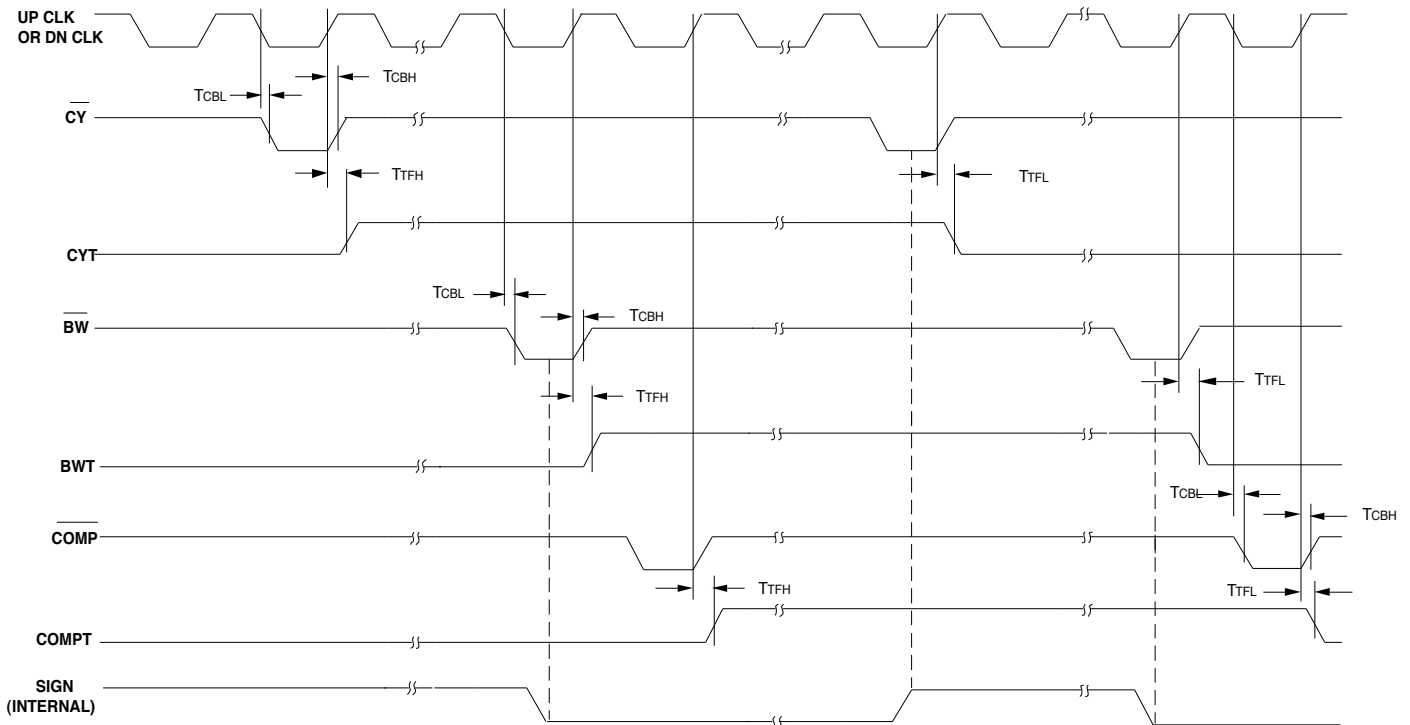 UP CLK
OR DN CLK
TCBH
TCBL
CY
TTFH
TTFL
CYT
TCBL
TCBH
BW
TTFH
TTFL
BWT
TCBL
TCBH
COMP
TTFH
TTFL
COMPT
SIGN
(INTERNAL)